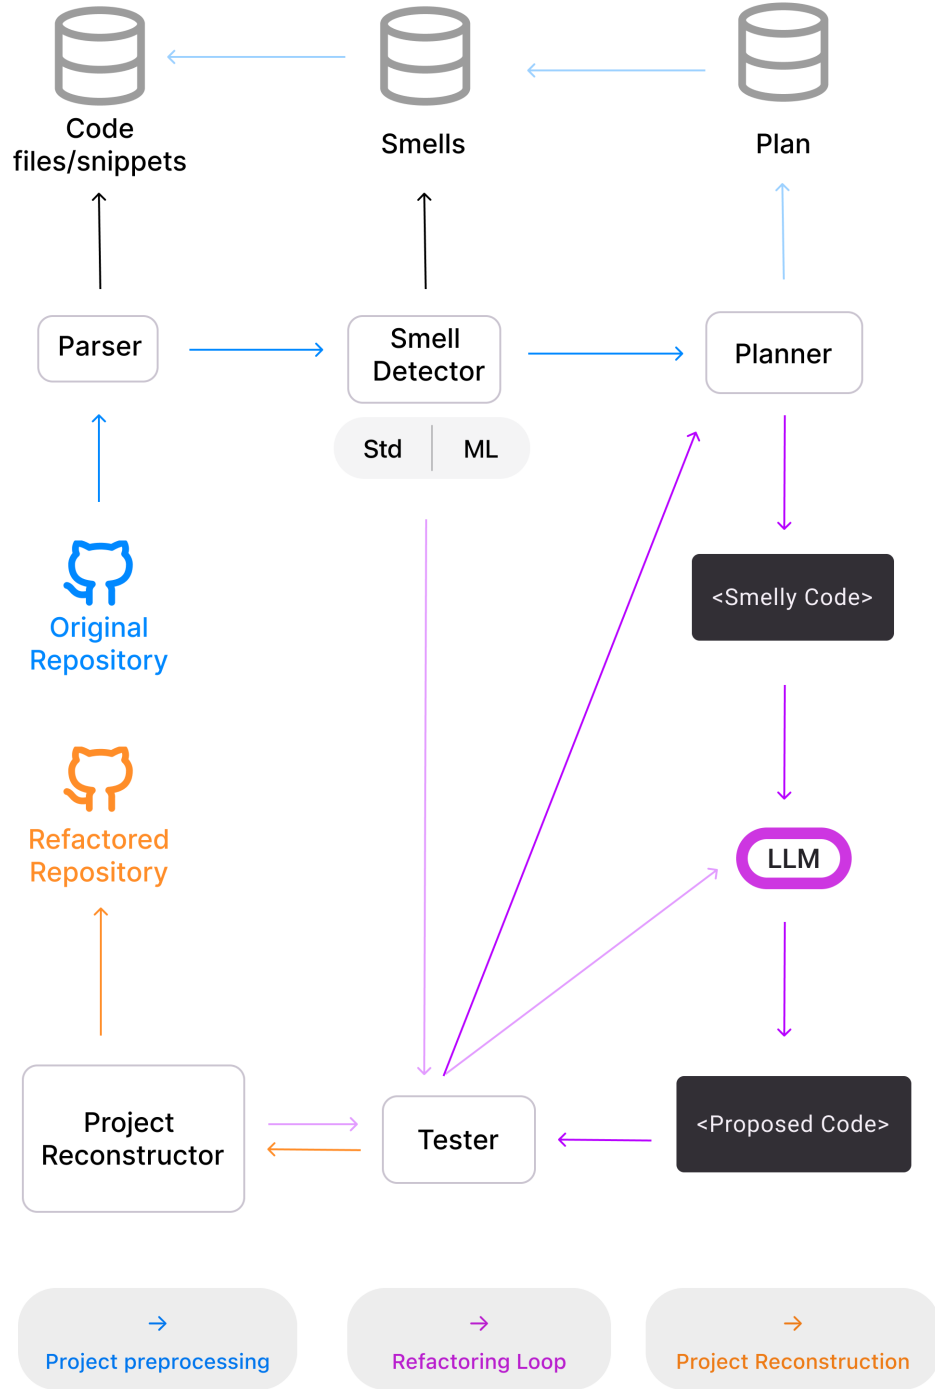 Code
files/snippets
Smells
Plan
Parser
Smell
Detector
Planner
Std
ML
Original
Repository
<Smelly Code>
Refactored
Repository
LLM
Project
Reconstructor
Tester
<Proposed Code>
Project preprocessing
Refactoring Loop
Project Reconstruction